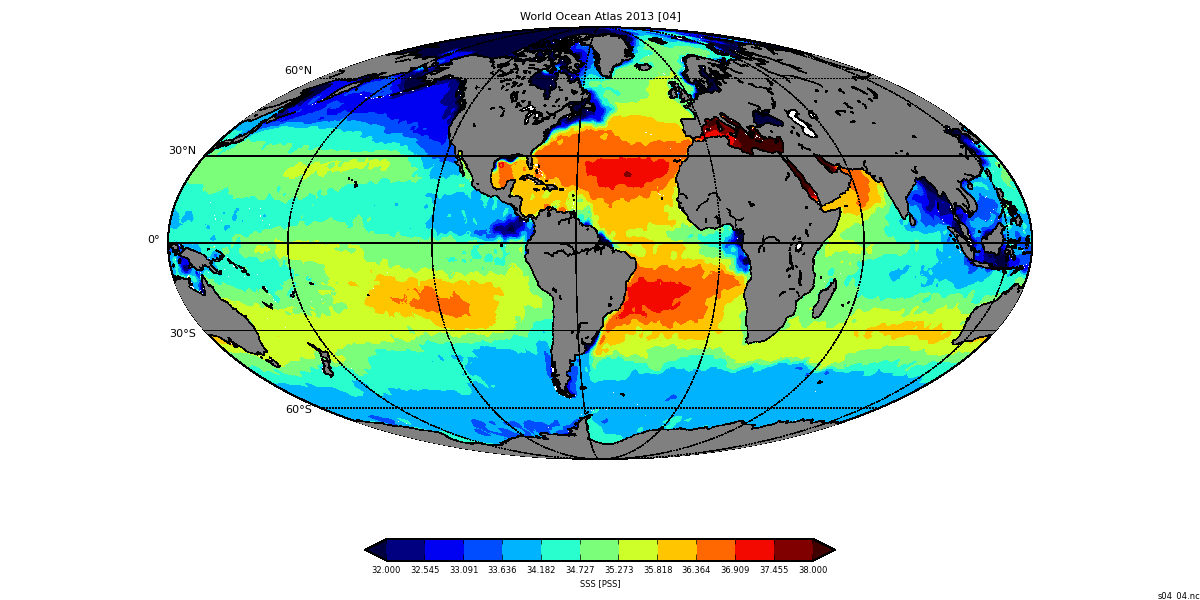 World Ocean Atlas 2013 [04]
60°N
30°N
0°
30°S
60°S
32.000 32.545 33.091 33.636 34.182 34.727 35.273 35.818 36.364 36.909 37.455 38.000
SSS [PSS]
s04_04.nc